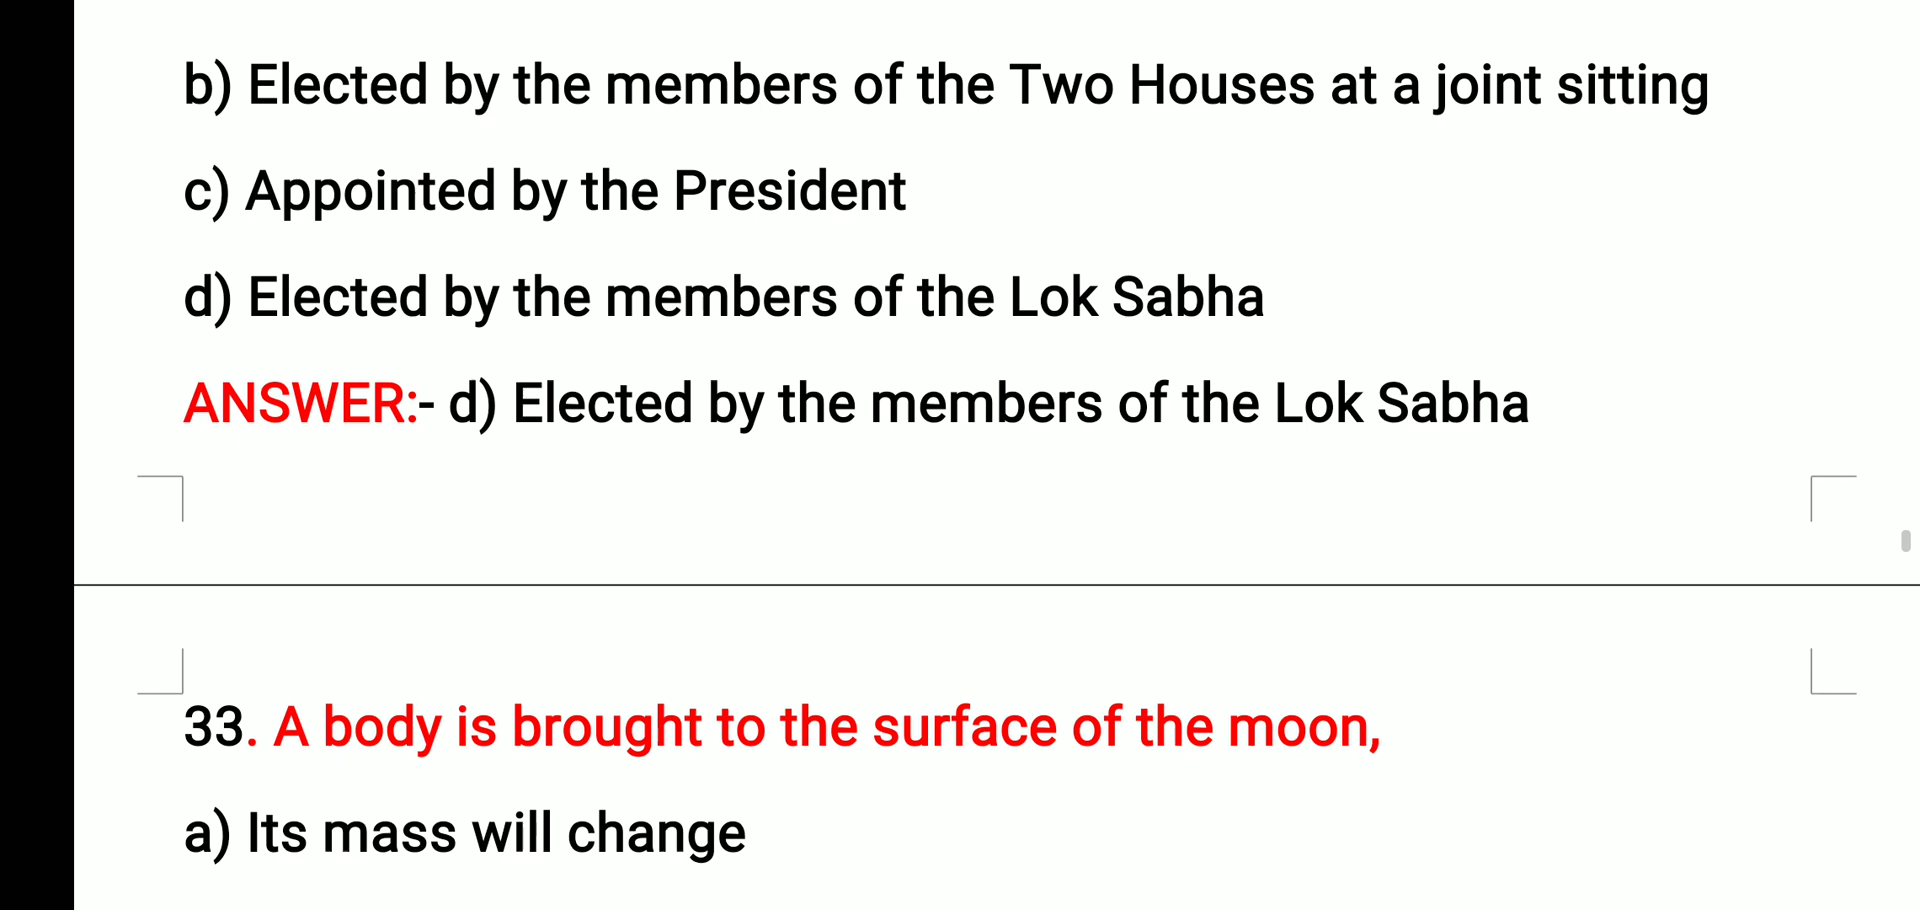 b) Elected by the members of the Two Houses at a joint sitting
c) Appointed by the President
d) Elected by the members of the Lok Sabha
ANSWER:- d) Elected by the members of the Lok Sabha
33. A body is brought to the surface of the moon,
a) Its mass will change